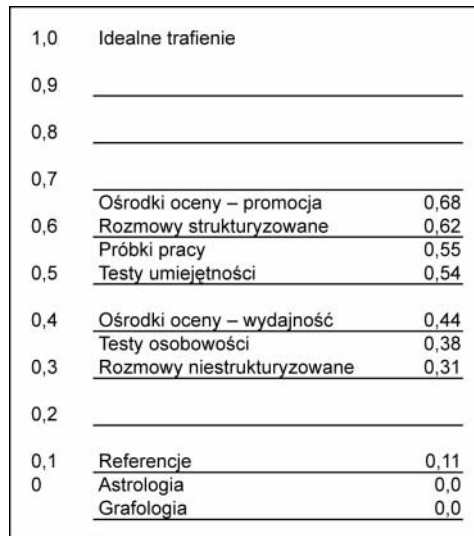 1,0 Idealne trafienie
0,9
0,8
0,7
Ośrodki oceny – promocja 0,68
0,6 Rozmowy strukturyzowane 0,62
Próbki pracy 0,55
0,5 Testy umiejętności 0,54
0,4 Ośrodki oceny – wydajność 0,44
Testy osobowości 0,38
0,3 Rozmowy niestrukturyzowane 0,31
0,2
0,1 Referencje 0,11
0 Astrologia 0,0
Grafologia 0,0